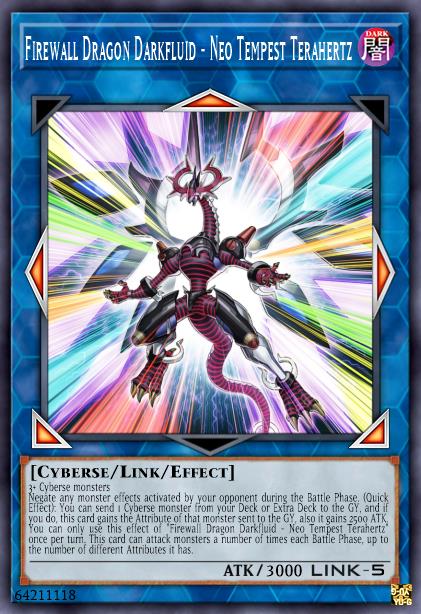 Firewall Dragon Darkfluid - Neo Tempest Terahertz
DARK
闇
[Cyberse/Link/Effect]
3+ Cyberse monsters
Negate any monster effects activated by your opponent during the Battle Phase. (Quick
Effect): You can send 1 Cyberse monster from your Deck or Extra Deck to the GY, and if
you do, this card gains the Attribute of that monster sent to the GY, also it gains 2500 ATK.
You can only use this effect of "Firewall Dragon Darkfluid - Neo Tempest Terahertz"
once per turn. This card can attack monsters a number of times each Battle Phase, up to
the number of different Attributes it has.
ATK/3000 LINK-5
64211118